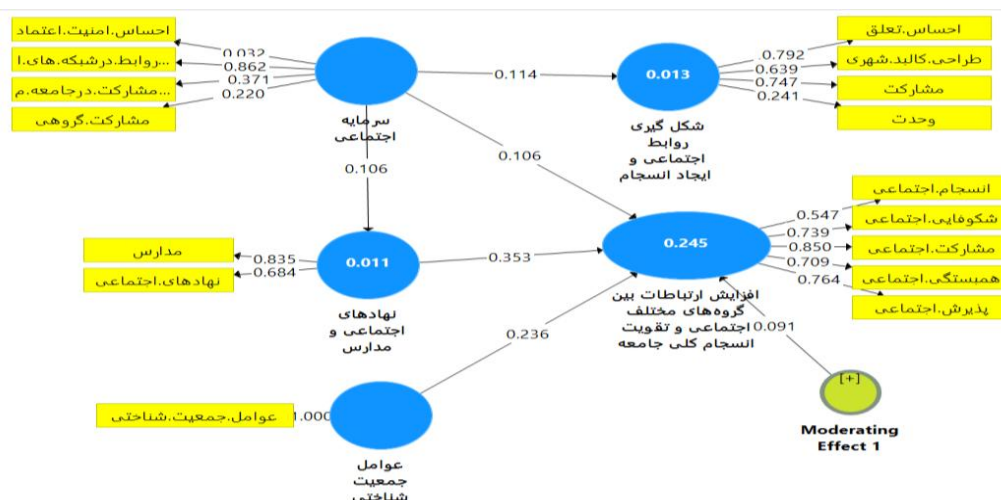 احساس.امنیت.اعتماد
روابط.درشبکه.های.ا...
مشارکت.درجامعه.م...
مشارکت.گروهی
0.032
0.862
0.371
0.220
سرمایه
اجتماعی
0.114
0.106
0.106
0.013
شکل گیری
روابط
اجتماعی و
ایجاد انسجام
0.792
0.639
0.747
0.241
احساس.تعلق
طراحی.کالبد.شهری
مشارکت
وحدت
مدارس
نهادهای.اجتماعی
0.835
0.684
0.011
نهادهای
اجتماعی و
مدارس
0.353
0.245
افزایش ارتباطات بین
گروه‌های مختلف
اجتماعی و تقویت
انسجام کلی جامعه
0.547
0.739
0.850
0.709
0.764
انسجام.اجتماعی
شکوفایی.اجتماعی
مشارکت.اجتماعی
همبستگی.اجتماعی
پذیرش.اجتماعی
0.236
0.091
عوامل.جمعیت.شناختی
1.000
عوامل
جمعیت
شناختی
[+]
Moderating
Effect 1